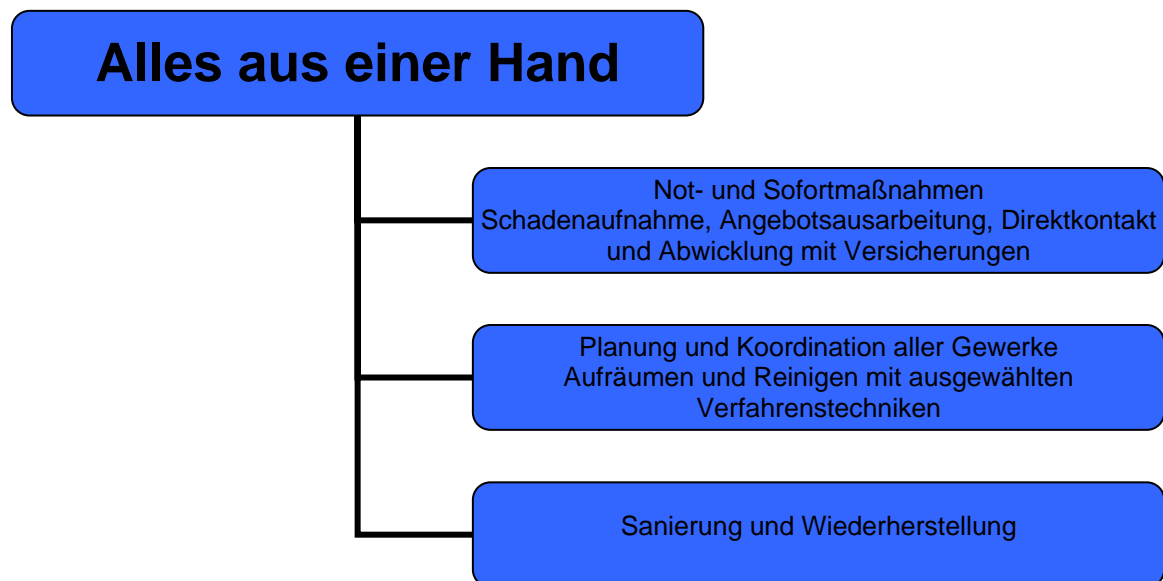 Alles aus einer Hand
Not- und Sofortmaßnahmen
Schadenaufnahme, Angebotsausarbeitung, Direktkontakt
und Abwicklung mit Versicherungen
Planung und Koordination aller Gewerke
Aufräumen und Reinigen mit ausgewählten
Verfahrenstechniken
Sanierung und Wiederherstellung